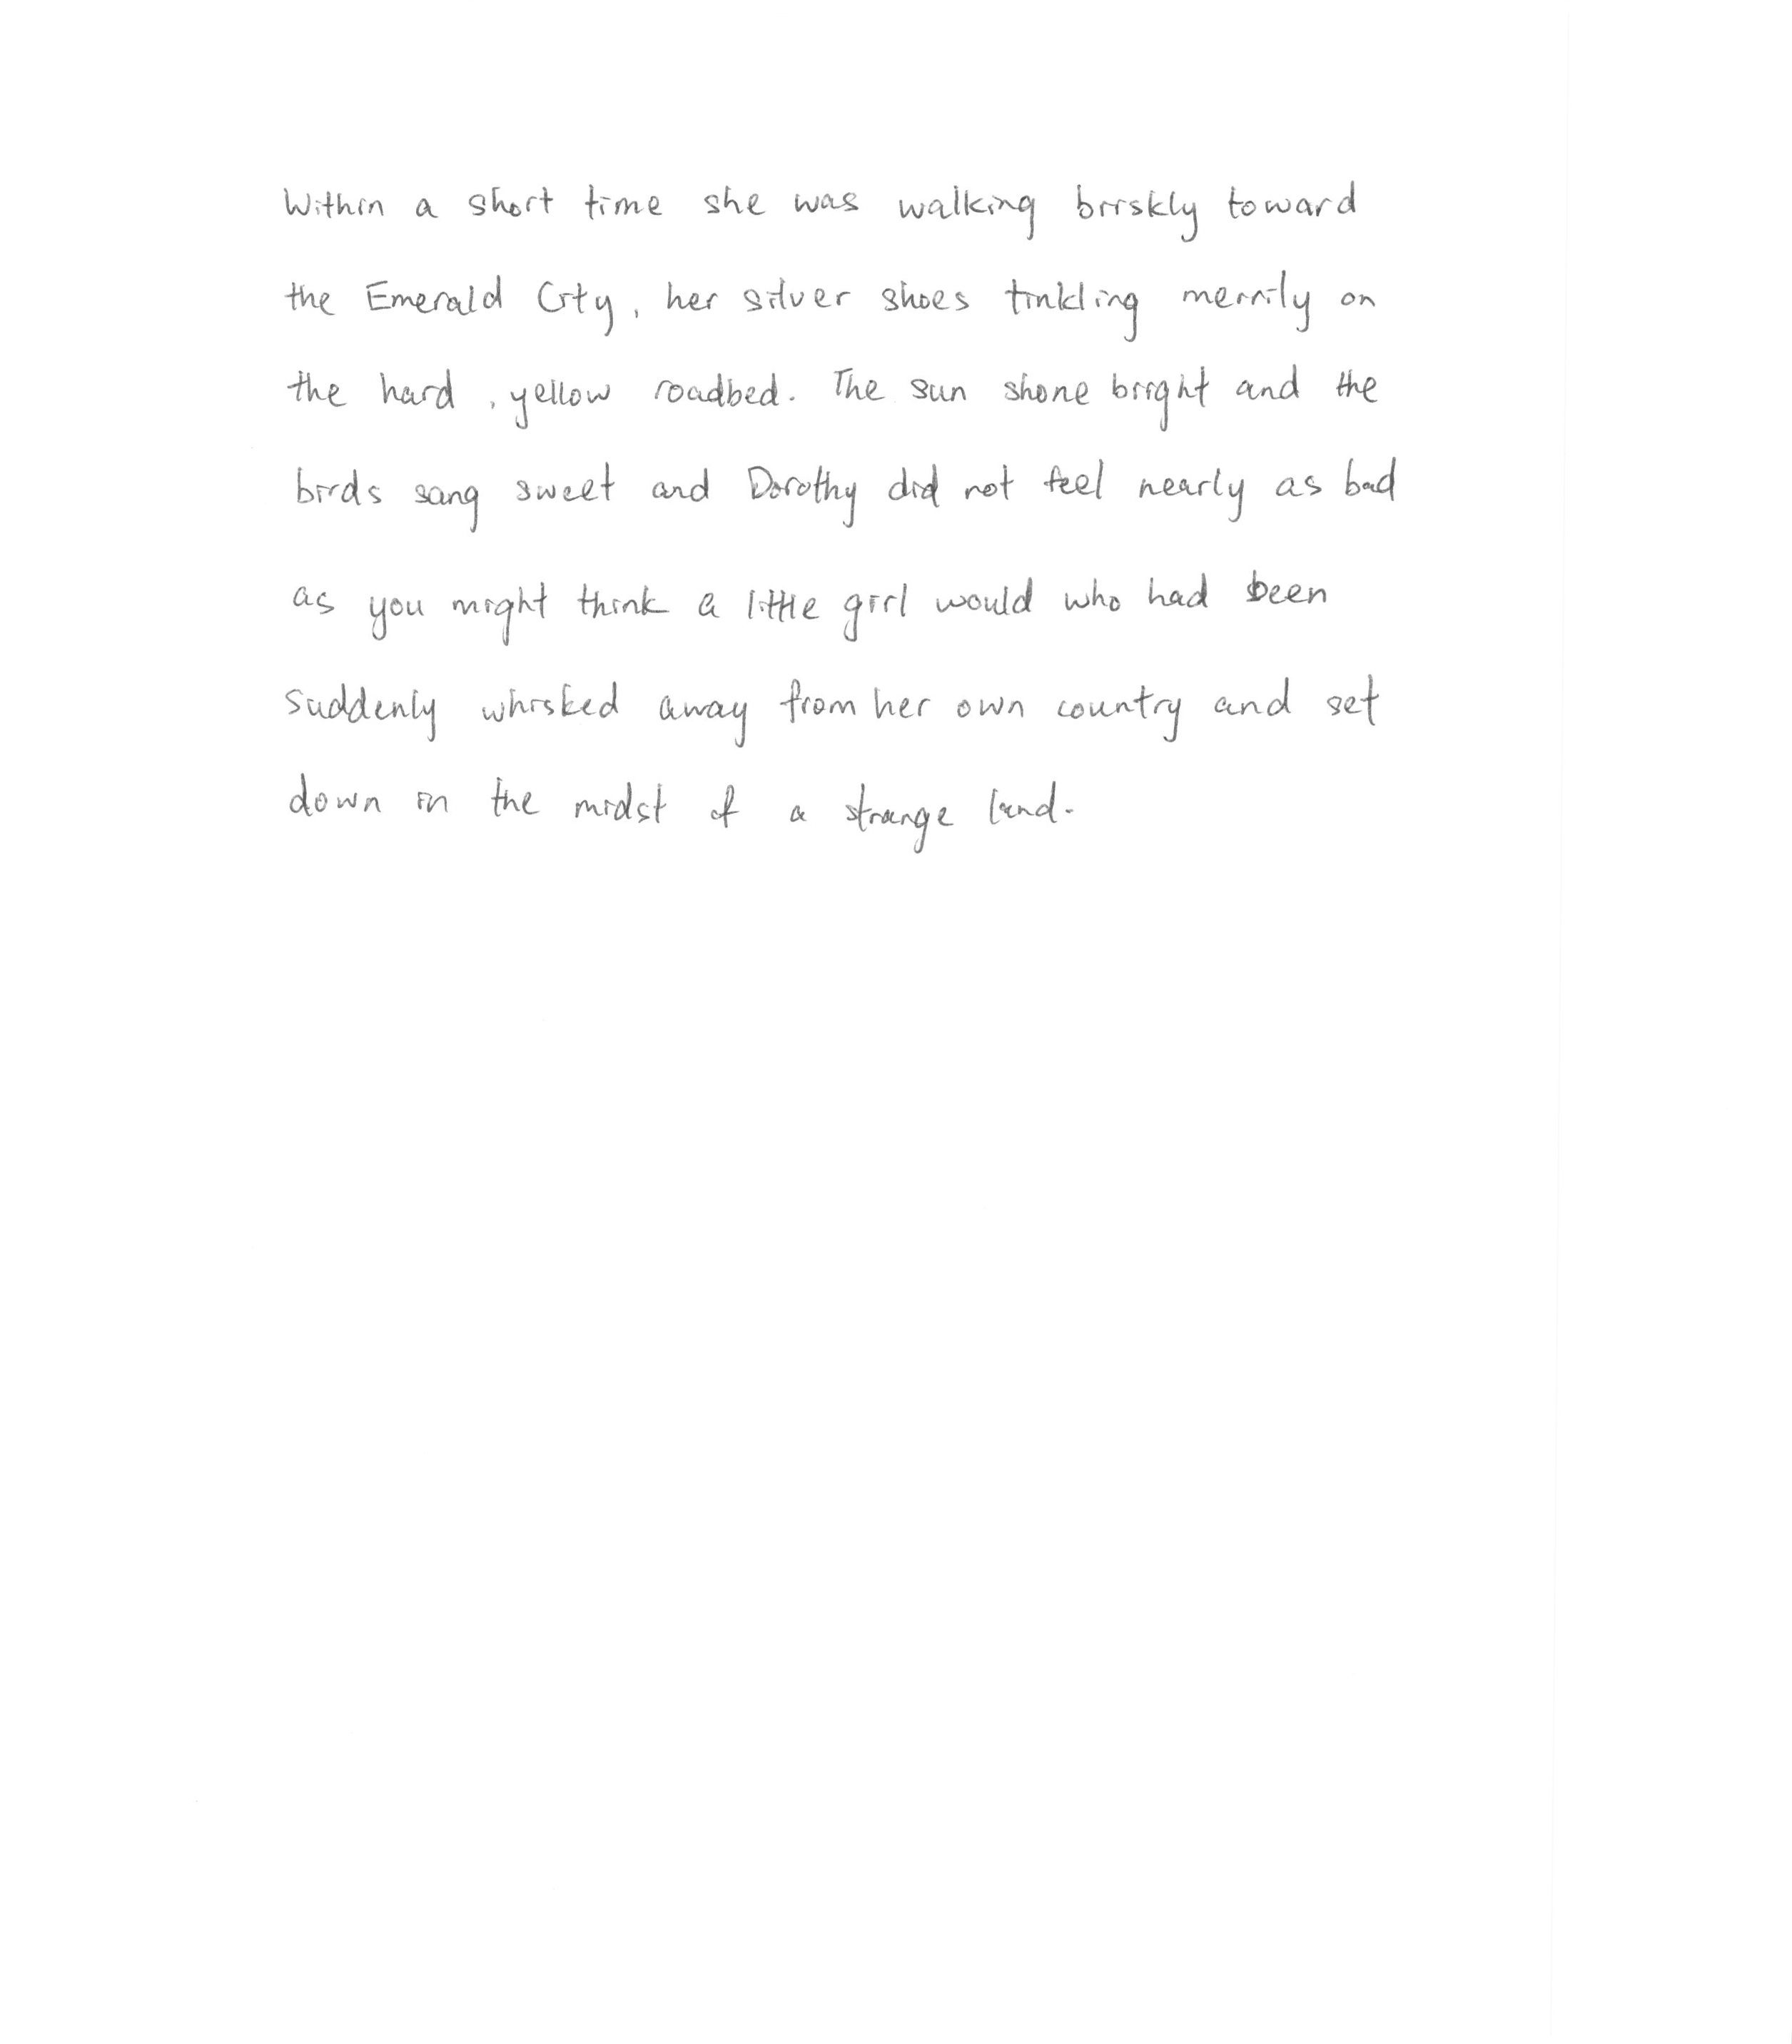 Within a short time she was walking briskly toward
the Emerald City, her silver shoes tinkling merrily on
the hard, yellow roadbed. The sun shone bright and the
birds sang sweet and Dorothy did not feel nearly as bad
as you might think a little girl would who had been
suddenly whisked away from her own country and set
down in the midst of a strange land.